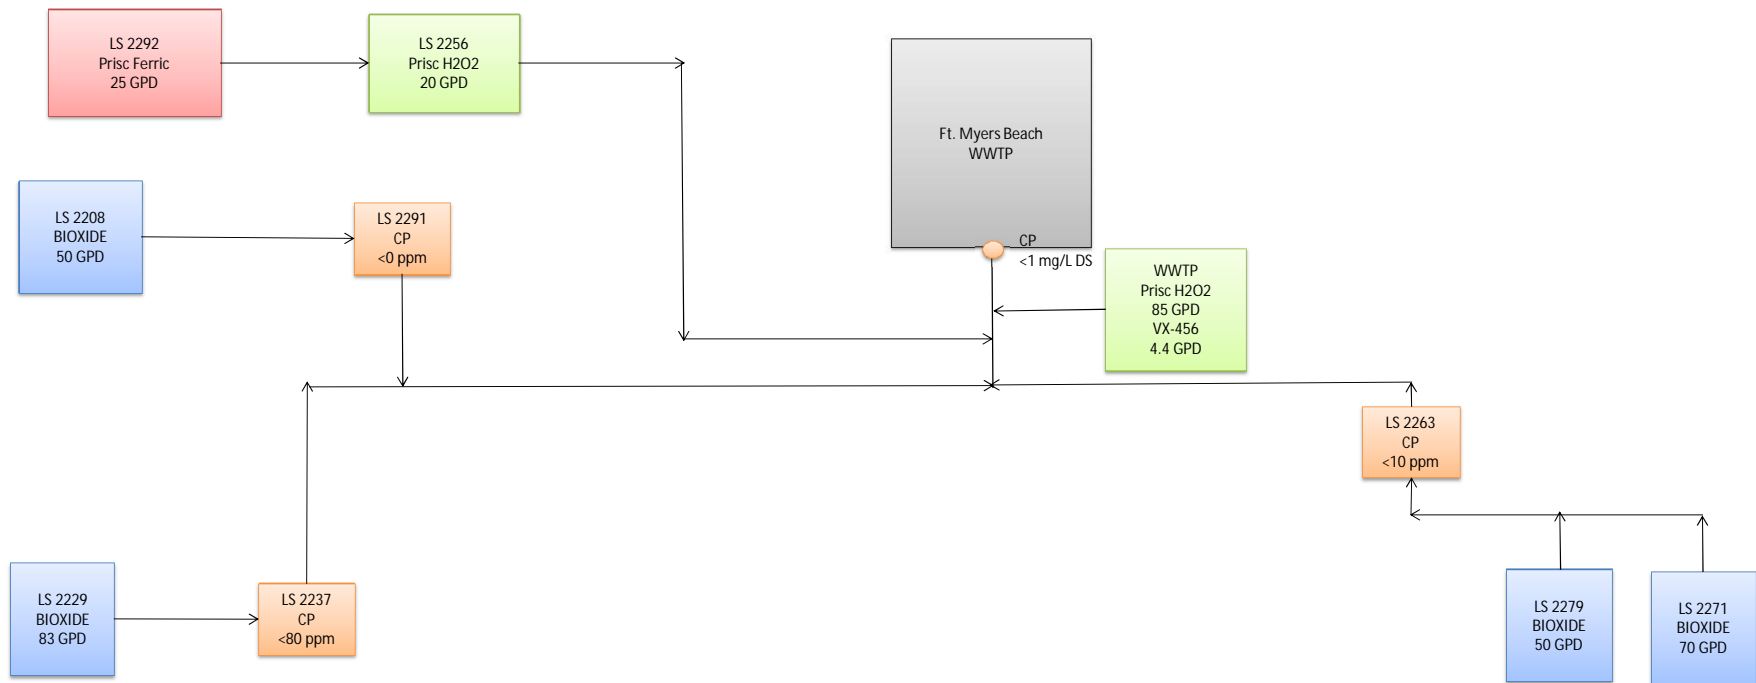 LS 2292
Prisc Ferric
25 GPD
LS 2256
Prisc H2O2
20 GPD
Ft. Myers Beach
WWTP
LS 2208
BIOXIDE
50 GPD
LS 2291
CP
<0 ppm
CP
<1 mg/L DS
WWTP
Prisc H2O2
85 GPD
VX-456
4.4 GPD
LS 2263
CP
<10 ppm
LS 2229
BIOXIDE
83 GPD
LS 2237
CP
<80 ppm
LS 2279
BIOXIDE
50 GPD
LS 2271
BIOXIDE
70 GPD